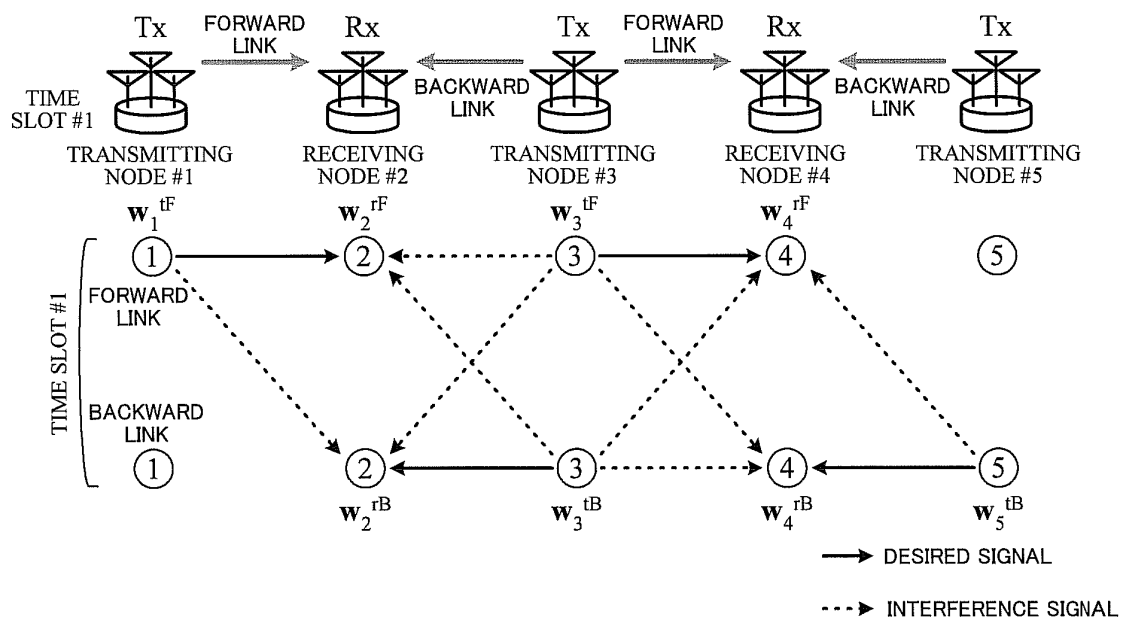 Tx FORWARD LINK Rx Tx FORWARD LINK Rx Tx
BACKWARD LINK BACKWARD LINK
TIME
SLOT #1
TRANSMITTING NODE #1
RECEIVING NODE #2
TRANSMITTING NODE #3
RECEIVING NODE #4
TRANSMITTING NODE #5
w₁ᵗF w₂ʳF w₃ᵗF w₄ʳF
1 2 3 4 5
FORWARD
LINK
TIME SLOT #1
BACKWARD
LINK
1 2 3 4 5
w₂ʳB w₃ᵗB w₄ʳB w₅ᵗB
DESIRED SIGNAL
INTERFERENCE SIGNAL